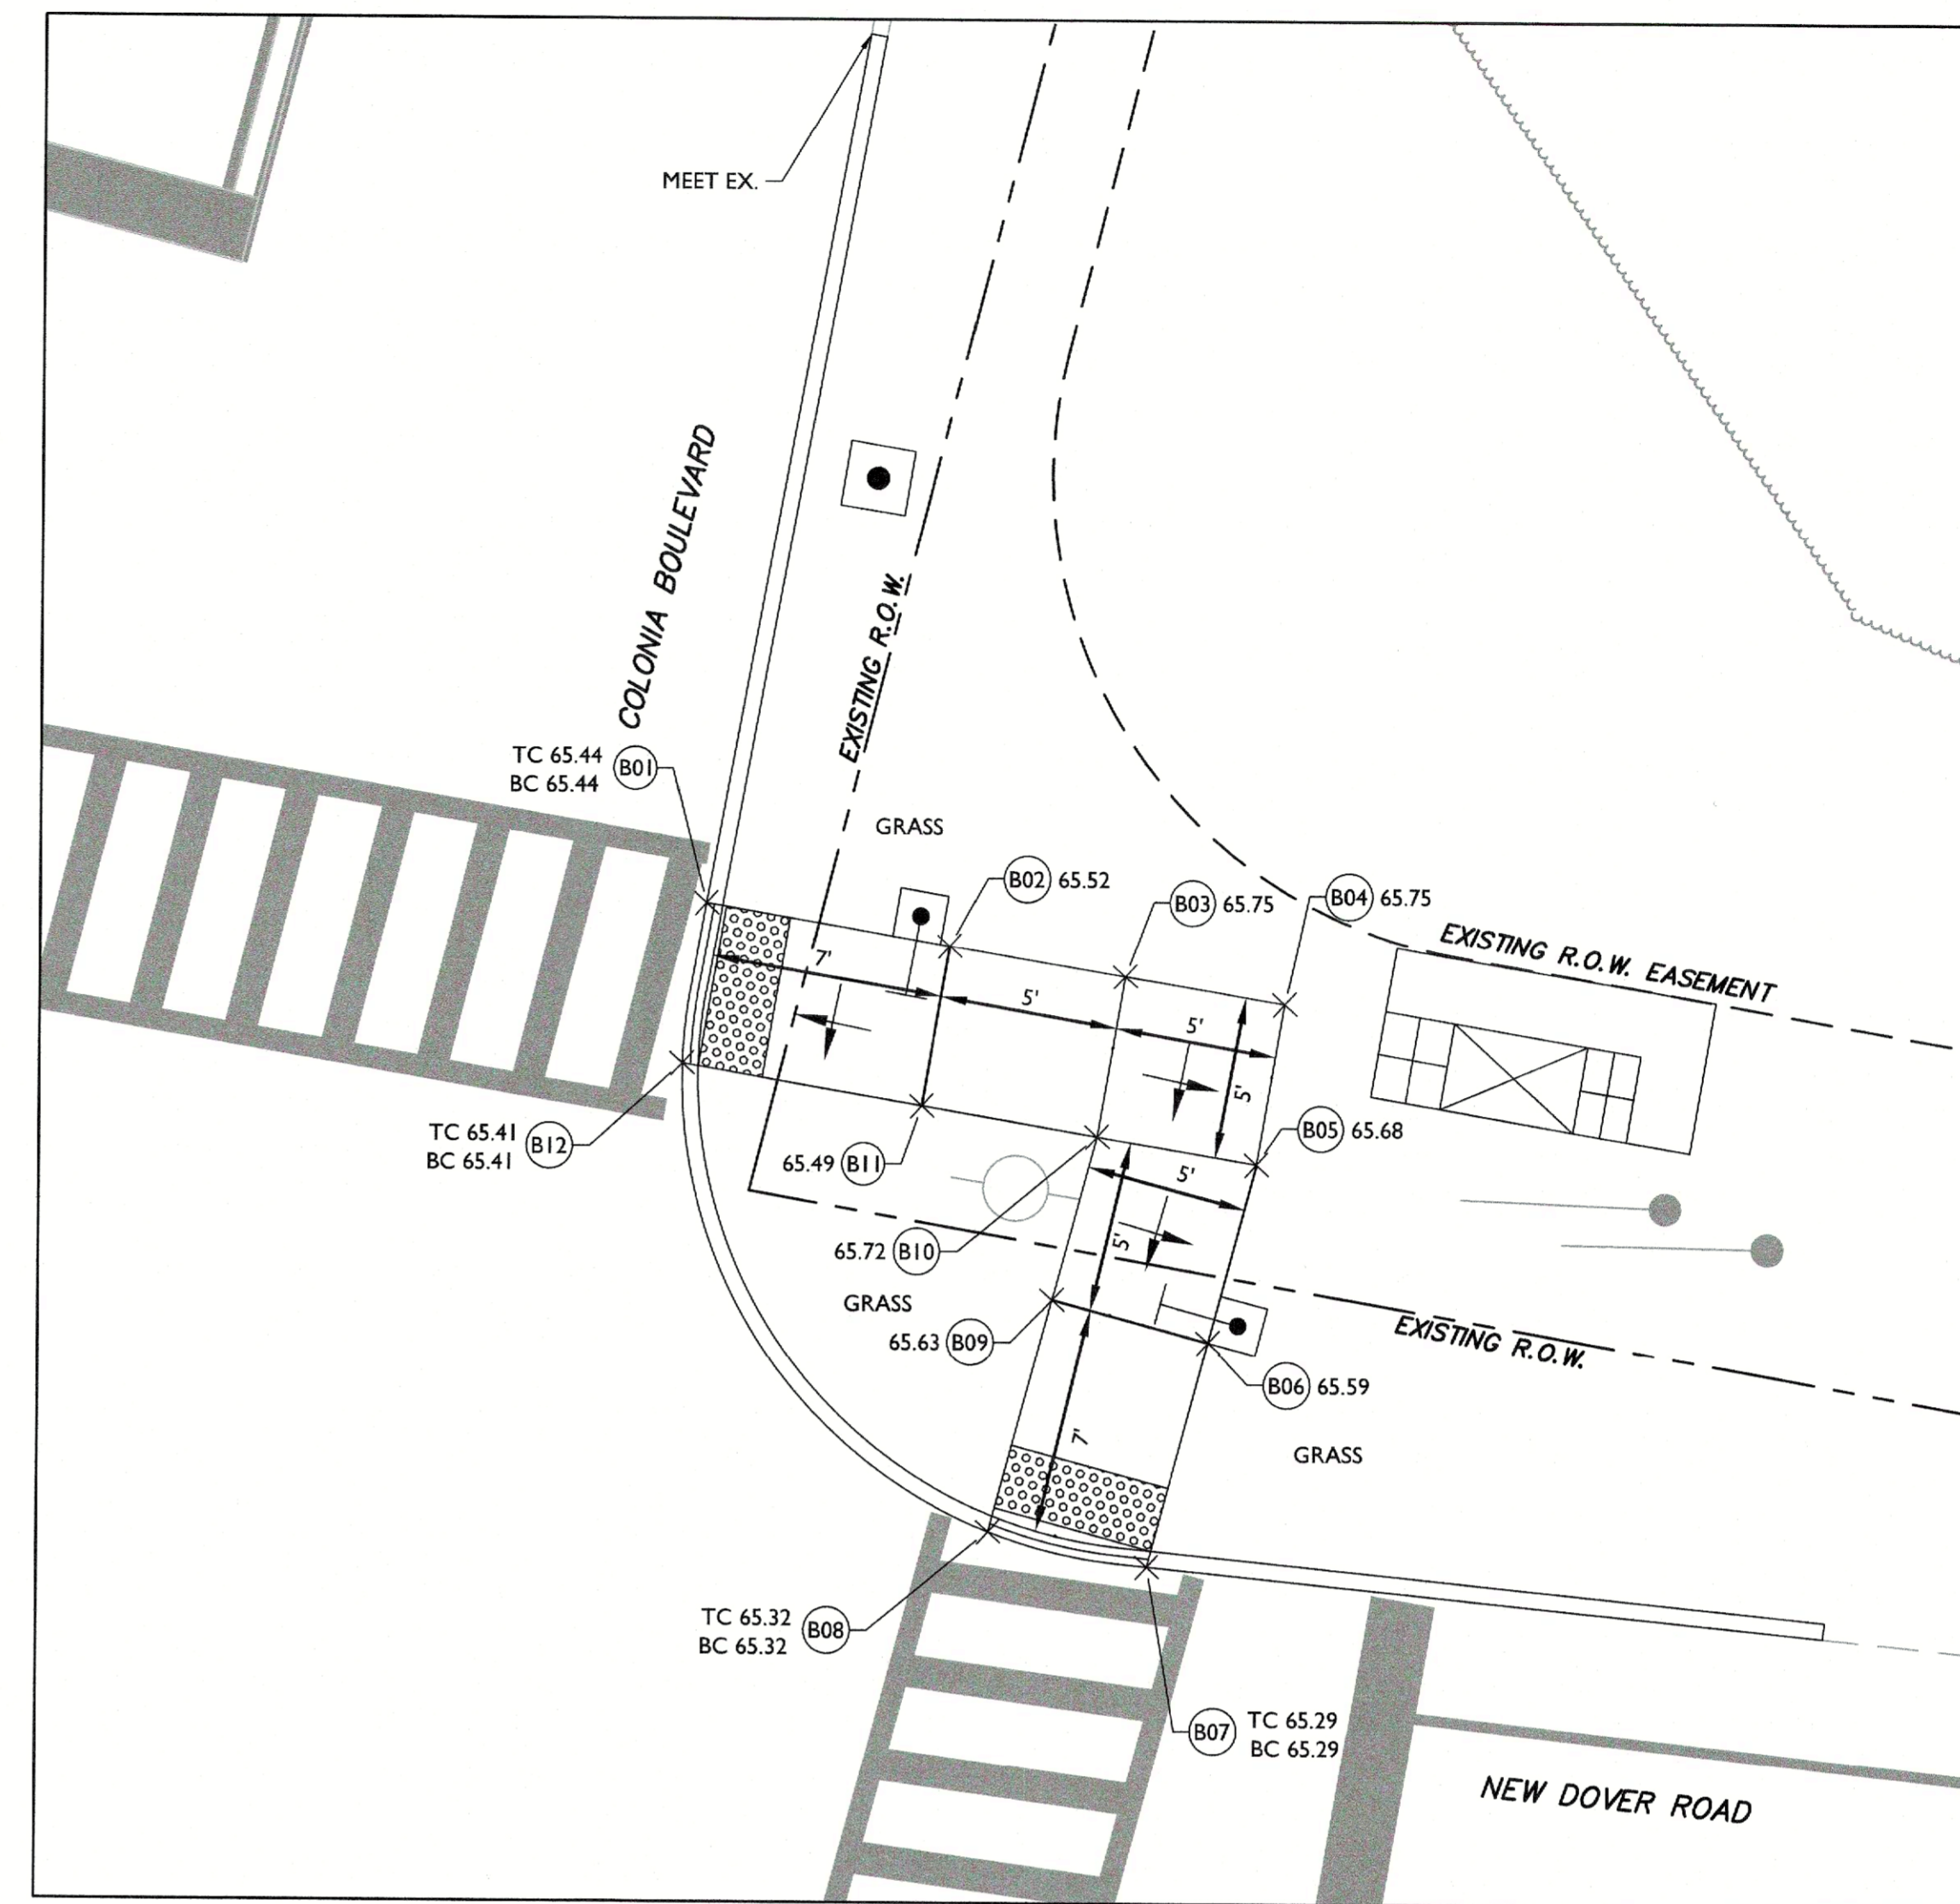 MEET EX.
COLONIA BOULEVARD
EXISTING R.O.W.
TC 65.44
BC 65.44
B01
GRASS
B02 65.52
B03 65.75
B04 65.75
EXISTING R.O.W. EASEMENT
7'
5'
5'
5'
TC 65.41
BC 65.41
B12
65.49 B11
B05 65.68
5'
5'
65.72 B10
GRASS
65.63 B09
EXISTING R.O.W.
B06 65.59
7'
GRASS
TC 65.32
BC 65.32
B08
B07
TC 65.29
BC 65.29
NEW DOVER ROAD